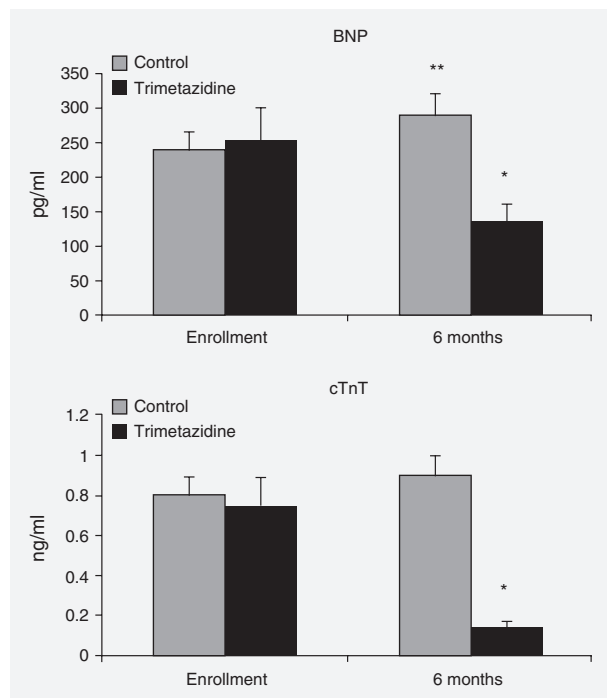 BNP
Control
Trimetazidine
pg/ml
350
300
250
200
150
100
50
0
**
*
Enrollment
6 months
cTnT
Control
Trimetazidine
ng/ml
1.2
1
0.8
0.6
0.4
0.2
0
*
Enrollment
6 months